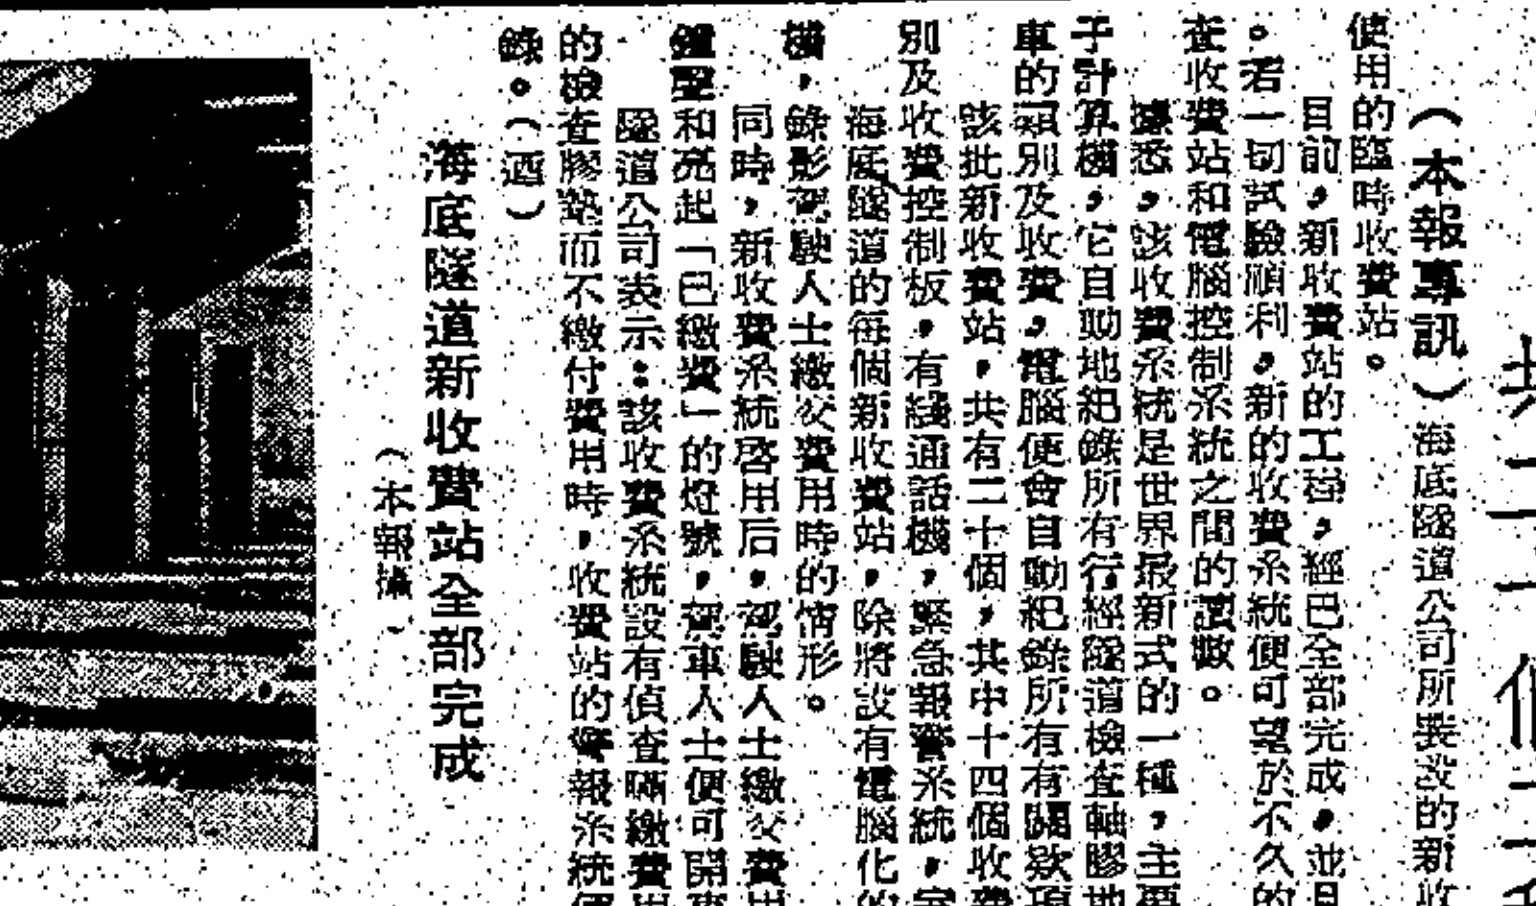 （本報專訊）海底隧道公司所裝設的新收
使用的臨時收費站。
目前，新收費站的工程，經已全部完成，並且
。若一切試驗順利，新的收費系統便可望於不久的
查收費站和電腦控制系統之間的讀數。
據悉，該收費系統是世界最新式的一種，主要
子計算機，它自動地紀錄所有行經隧道檢查軸膠地
車的類別及收費，電腦便會自動紀錄所有有關欵項
該批新收費站，共有二十個，其中十四個收費
別及收費控制板，有綫通話機，緊急報警系統，
海底隧道的每個新收費站，除將設有電腦化的
機，錄影駕駛人士繳交費用時的情形。
同時，新收費系統啓用后，駕駛人士繳交費用
鐘聲和亮起「已繳費」的燈號，駕車人士便可開車
隧道公司表示：該收費系統設有偵查瞞繳費用
的檢查膠墊而不繳付費用時，收費站的警報系統便
錄。（迺）
海底隧道新收費站全部完成
（本報攝）